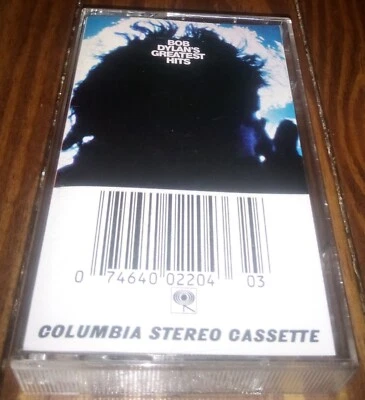 BOB
DYLAN'S
GREATEST
HITS
0 74640 02204 03
COLUMBIA STEREO CASSETTE